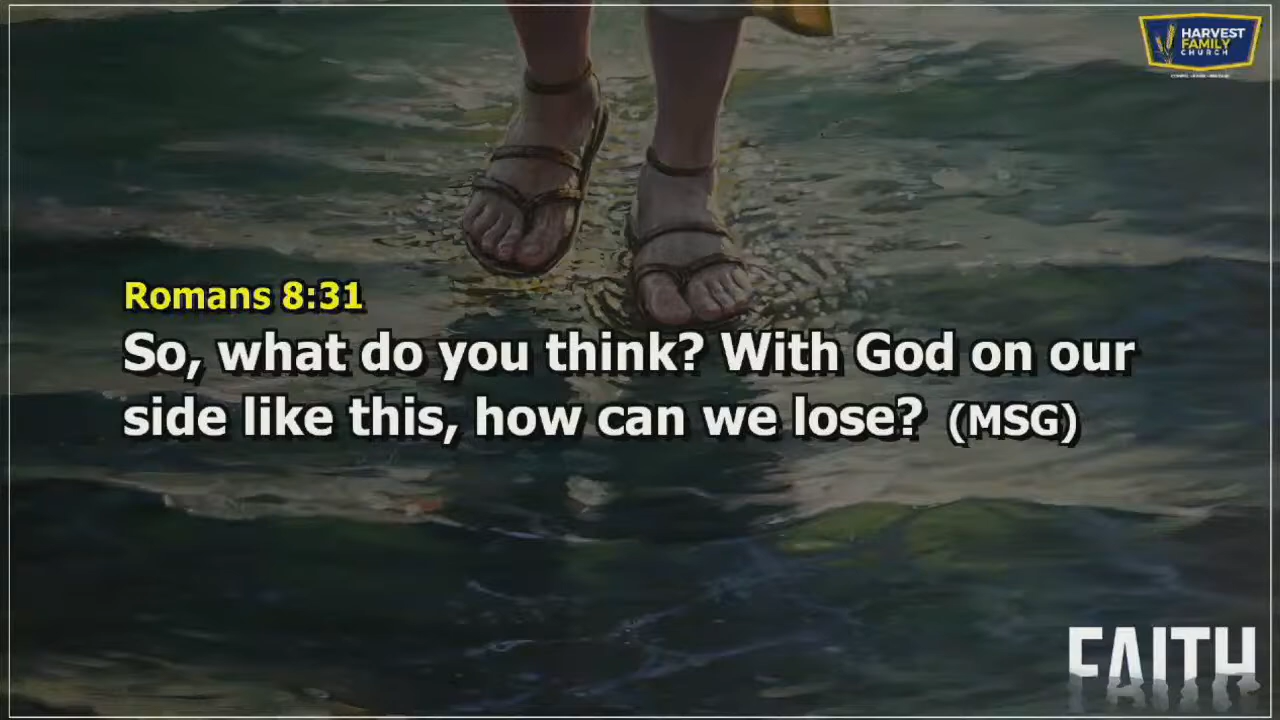 HARVEST
FAMILY
CHURCH
Romans 8:31
So, what do you think? With God on our
side like this, how can we lose? (MSG)
FAITH